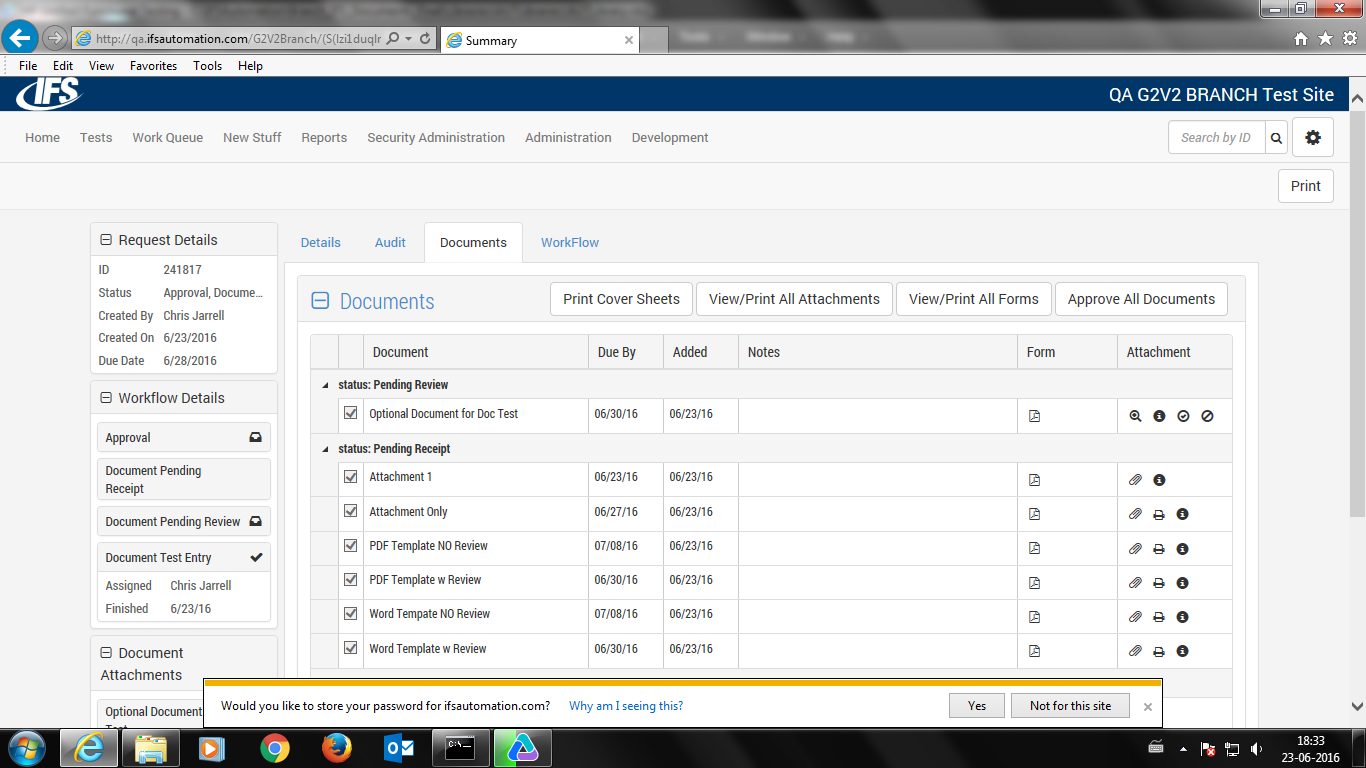 http://qa.ifsautomation.com/G2V2Branch/(S(lzi1duqlr
Summary
File Edit View Favorites Tools Help
IFS
QA G2V2 BRANCH Test Site
Home Tests Work Queue New Stuff Reports Security Administration Administration Development
Search by ID
Print
Request Details
ID 241817
Status Approval, Docume...
Created By Chris Jarrell
Created On 6/23/2016
Due Date 6/28/2016
Workflow Details
Approval
Document Pending
Receipt
Document Pending Review
Document Test Entry
Assigned Chris Jarrell
Finished 6/23/16
Document
Attachments
Optional Document
Details Audit Documents WorkFlow
Documents
Print Cover Sheets View/Print All Attachments View/Print All Forms Approve All Documents
Document Due By Added Notes Form Attachment
status: Pending Review
Optional Document for Doc Test 06/30/16 06/23/16
status: Pending Receipt
Attachment 1 06/23/16 06/23/16
Attachment Only 06/27/16 06/23/16
PDF Template NO Review 07/08/16 06/23/16
PDF Template w Review 06/30/16 06/23/16
Word Tempate NO Review 07/08/16 06/23/16
Word Template w Review 06/30/16 06/23/16
Would you like to store your password for ifsautomation.com? Why am I seeing this? Yes Not for this site
18:33
23-06-2016